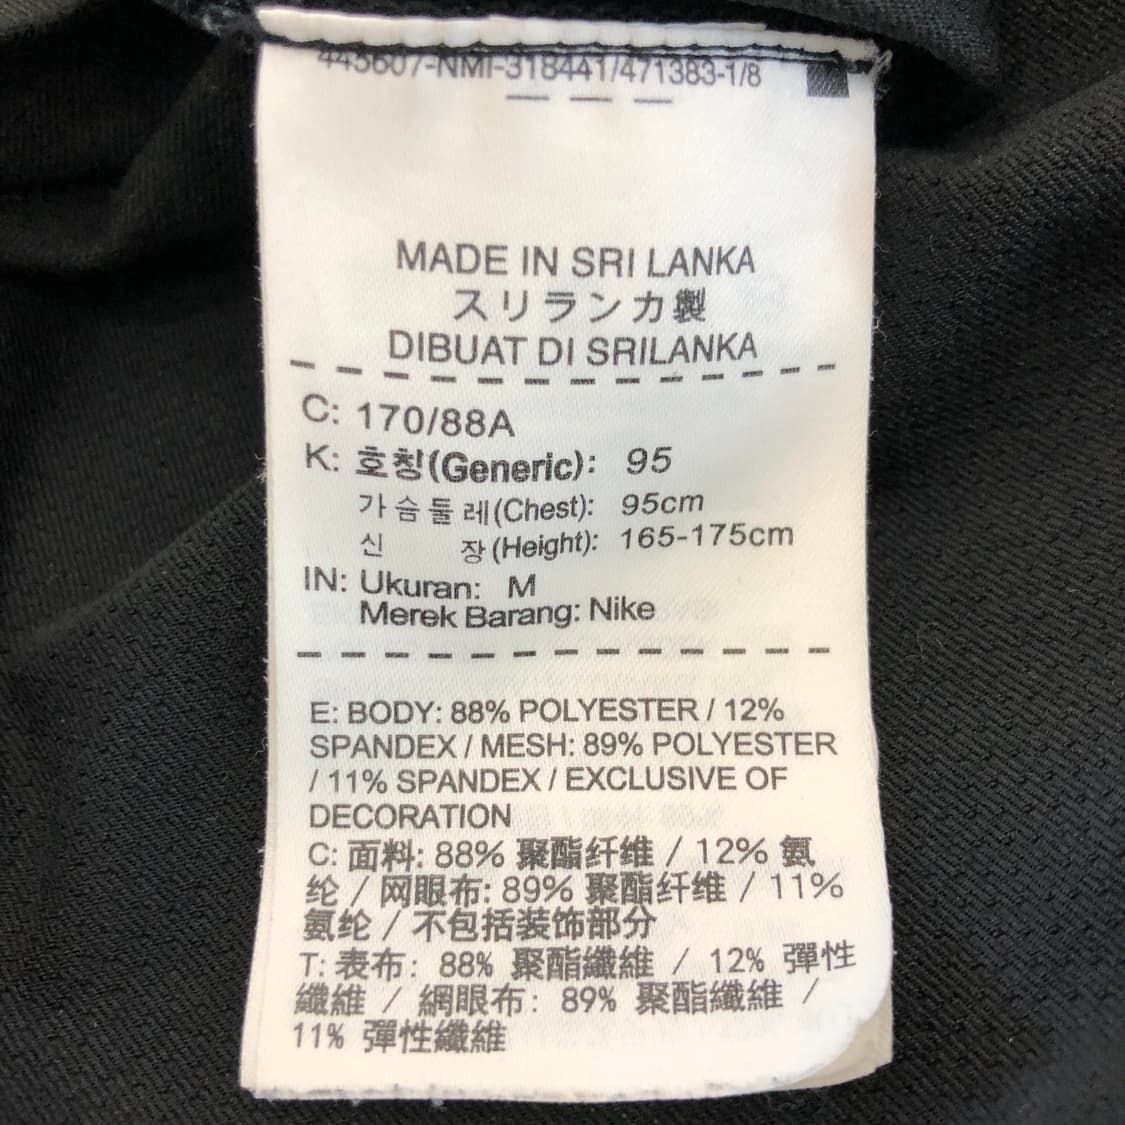 445607-NMI-318441/471383-1/8
MADE IN SRI LANKA
スリランカ製
DIBUAT DI SRILANKA
C: 170/88A
K: 호칭(Generic): 95
가슴둘레(Chest): 95cm
신 장(Height): 165-175cm
IN: Ukuran: M
Merek Barang: Nike
E: BODY: 88% POLYESTER / 12%
SPANDEX / MESH: 89% POLYESTER
/ 11% SPANDEX / EXCLUSIVE OF
DECORATION
C: 面料: 88% 聚酯纤维 / 12% 氨
纶 / 网眼布: 89% 聚酯纤维 / 11%
氨纶 / 不包括装饰部分
T: 表布: 88% 聚酯纖維 / 12% 彈性
纖維 / 網眼布: 89% 聚酯纖維 /
11% 彈性纖維